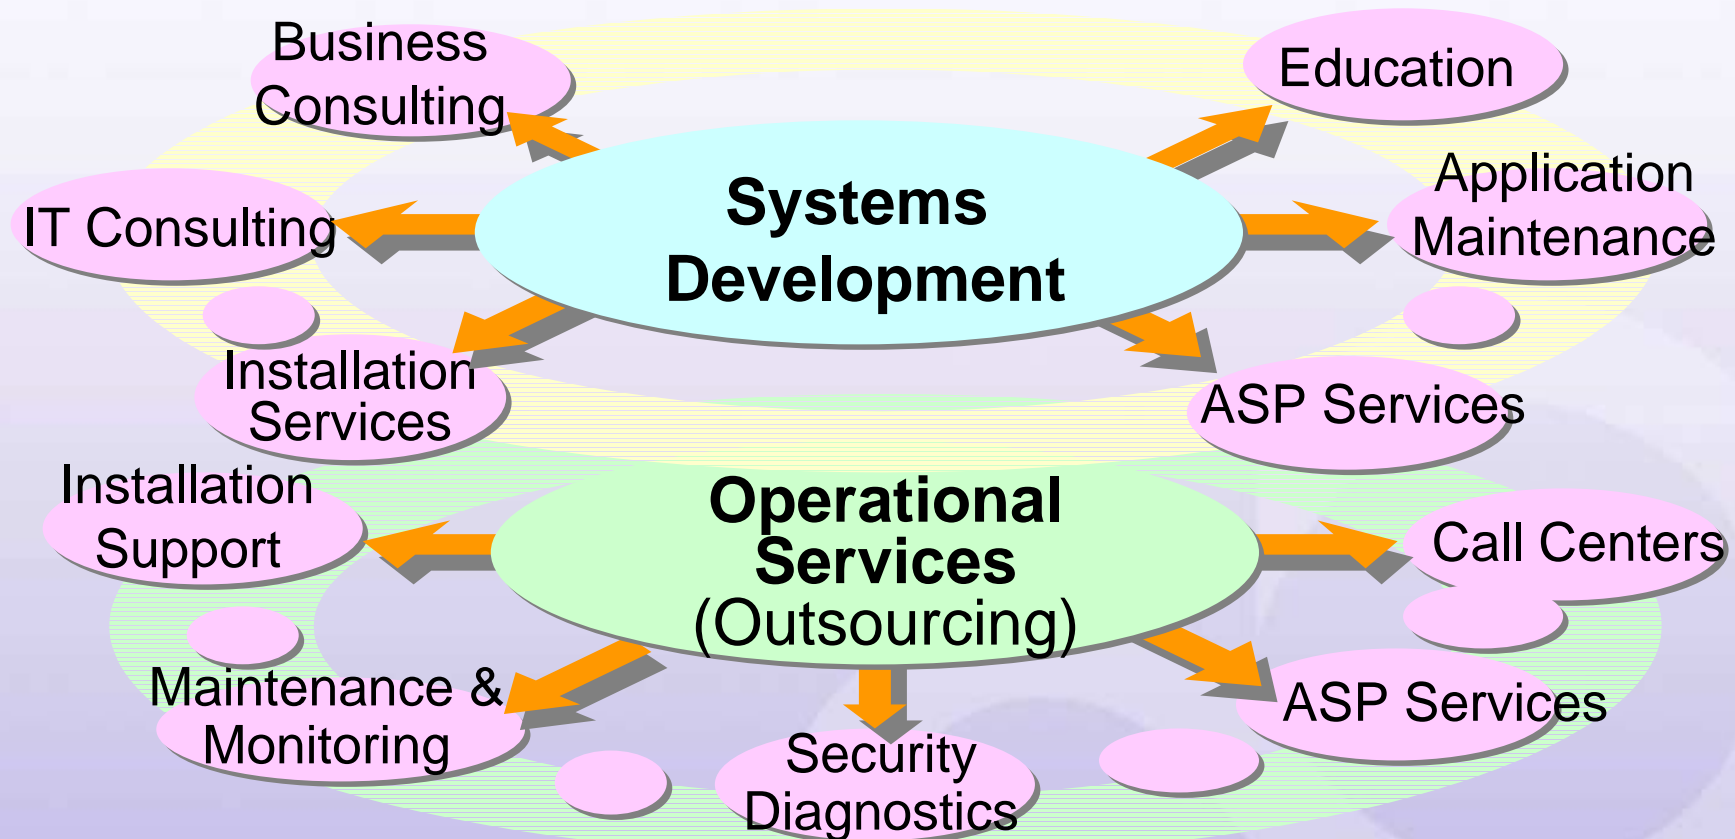 Business
Consulting
Education
IT Consulting
Systems
Development
Application
Maintenance
Installation
Services
ASP Services
Installation
Support
Operational
Services
(Outsourcing)
Call Centers
Maintenance &
Monitoring
Security
Diagnostics
ASP Services